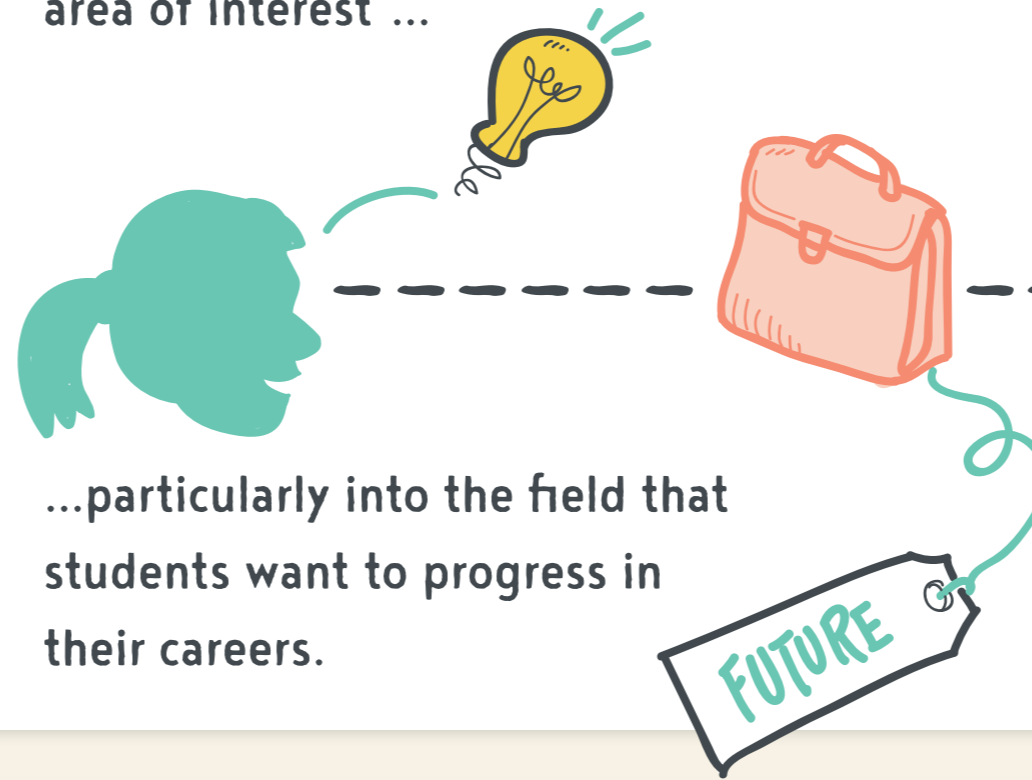 area of interest ...
...particularly into the field that
students want to progress in
their careers.
FUTURE